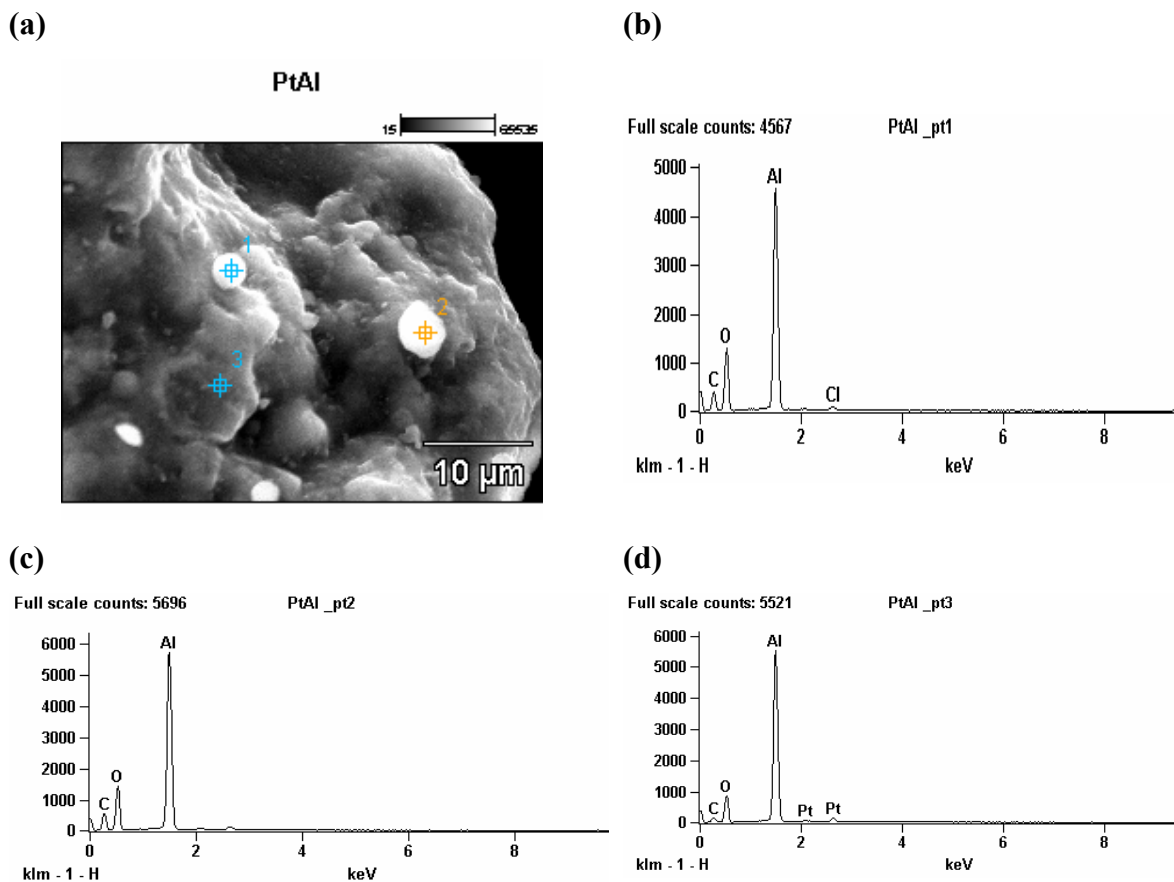 (a)
PtAl
15 65535
1
2
3
10 µm
(b)
Full scale counts: 4567 PtAl _pt1
5000
4000
3000
2000
1000
0
Al
O
C
Cl
0 2 4 6 8
klm - 1 - H keV
(c)
Full scale counts: 5696 PtAl _pt2
6000
5000
4000
3000
2000
1000
0
Al
O
C
0 2 4 6 8
klm - 1 - H keV
(d)
Full scale counts: 5521 PtAl _pt3
6000
5000
4000
3000
2000
1000
0
Al
O
C
Pt Pt
0 2 4 6 8
klm - 1 - H keV